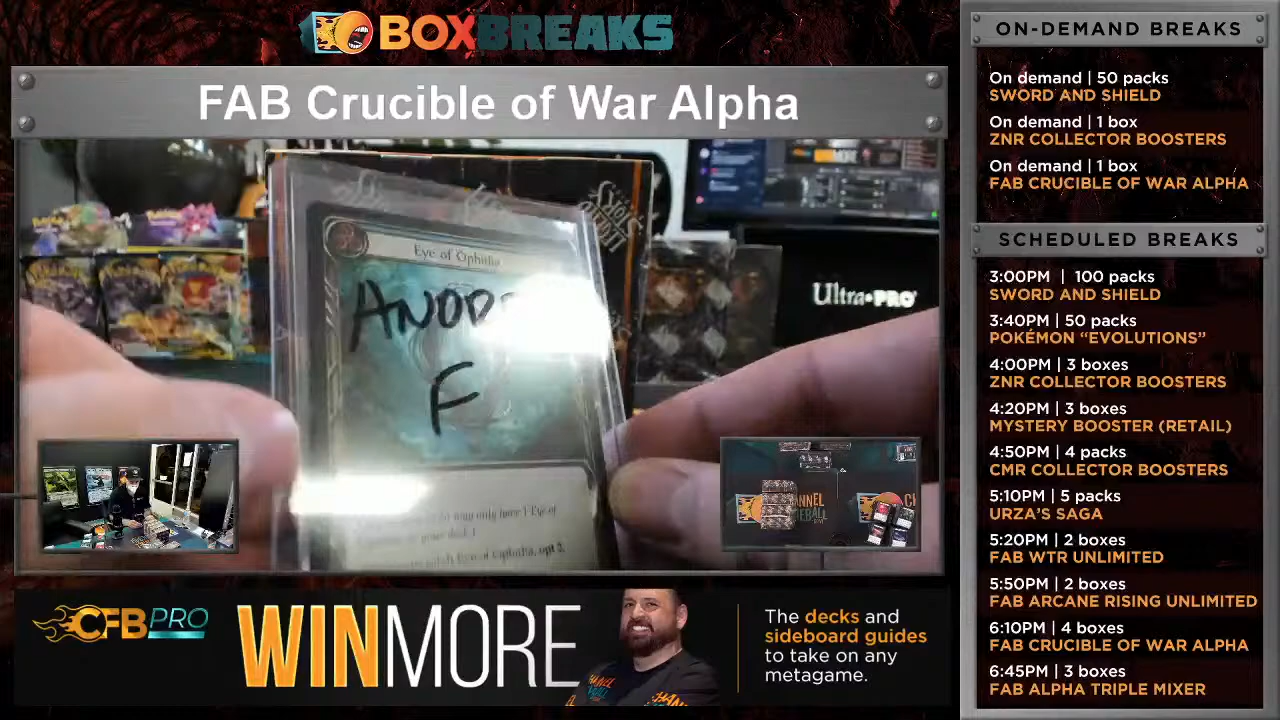 BOXBREAKS
FAB Crucible of War Alpha
Eye of Ophidia
F
Ultra PRO
CFBPRO
WINMORE
The decks and
sideboard guides
to take on any
metagame.
ON-DEMAND BREAKS
On demand | 50 packs
SWORD AND SHIELD
On demand | 1 box
ZNR COLLECTOR BOOSTERS
On demand | 1 box
FAB CRUCIBLE OF WAR ALPHA
SCHEDULED BREAKS
3:00PM | 100 packs
SWORD AND SHIELD
3:40PM | 50 packs
POKÉMON “EVOLUTIONS”
4:00PM | 3 boxes
ZNR COLLECTOR BOOSTERS
4:20PM | 3 boxes
MYSTERY BOOSTER (RETAIL)
4:50PM | 4 packs
CMR COLLECTOR BOOSTERS
5:10PM | 5 packs
URZA’S SAGA
5:20PM | 2 boxes
FAB WTR UNLIMITED
5:50PM | 2 boxes
FAB ARCANE RISING UNLIMITED
6:10PM | 4 boxes
FAB CRUCIBLE OF WAR ALPHA
6:45PM | 3 boxes
FAB ALPHA TRIPLE MIXER